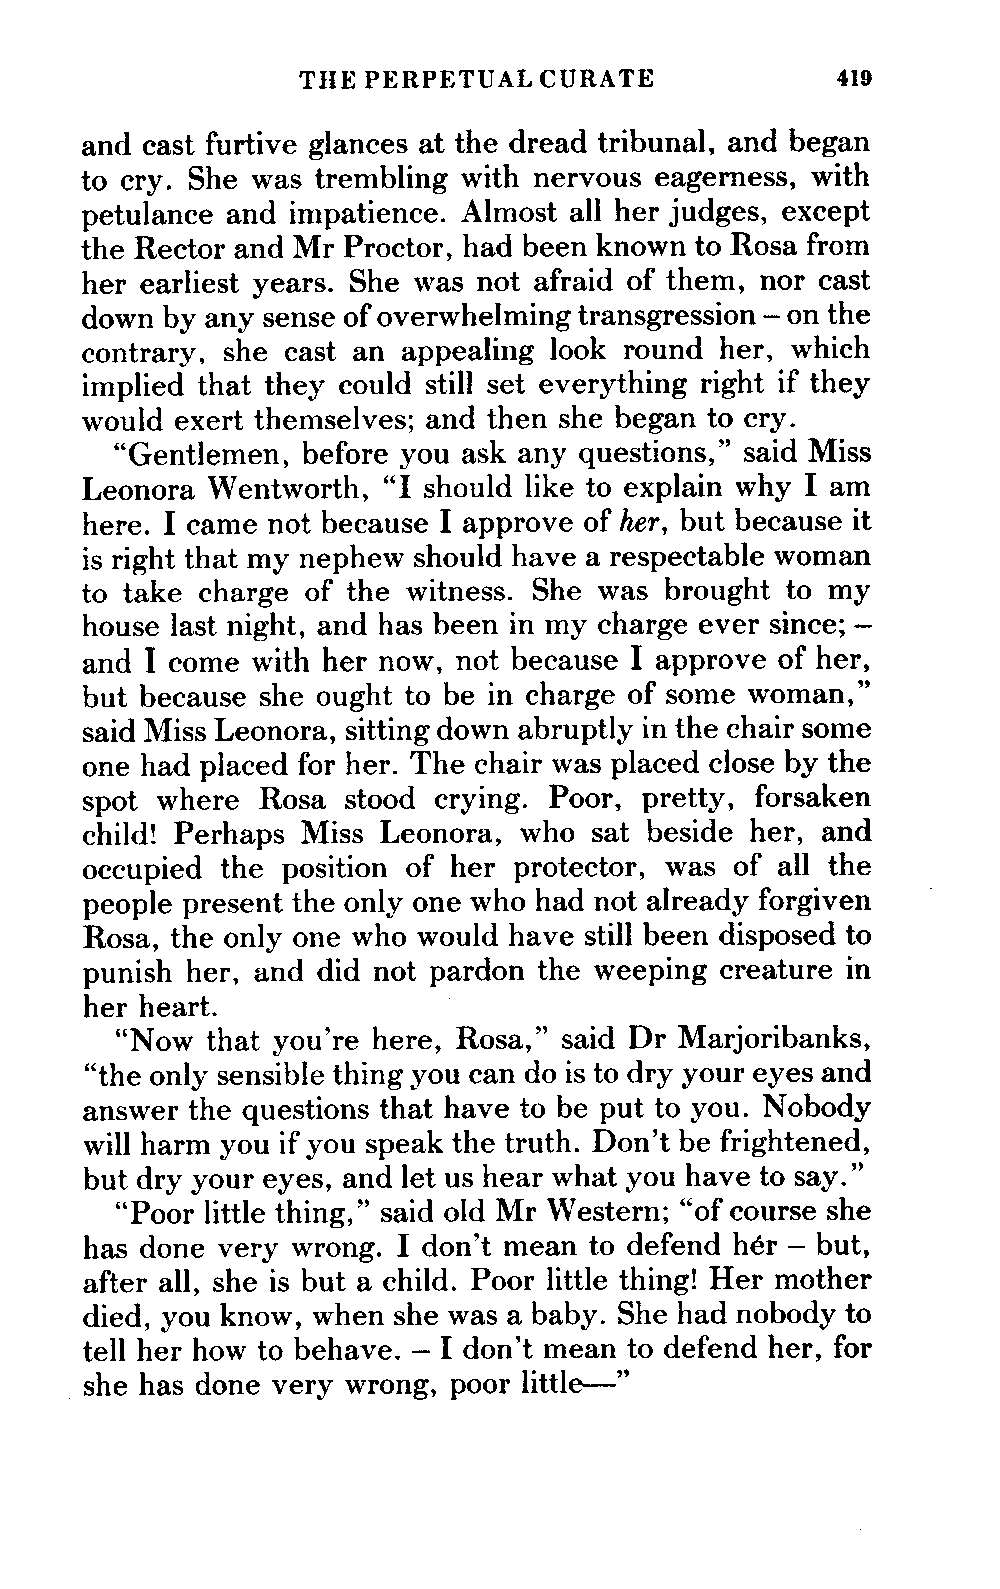 THE PERPETUAL CURATE 419
and cast furtive glances at the dread tribunal, and began
to cry. She was trembling with nervous eagerness, with
petulance and impatience. Almost all her judges, except
the Rector and Mr Proctor, had been known to Rosa from
her earliest years. She was not afraid of them, nor cast
down by any sense of overwhelming transgression – on the
contrary, she cast an appealing look round her, which
implied that they could still set everything right if they
would exert themselves; and then she began to cry.
“Gentlemen, before you ask any questions,” said Miss
Leonora Wentworth, “I should like to explain why I am
here. I came not because I approve of her, but because it
is right that my nephew should have a respectable woman
to take charge of the witness. She was brought to my
house last night, and has been in my charge ever since; –
and I come with her now, not because I approve of her,
but because she ought to be in charge of some woman,”
said Miss Leonora, sitting down abruptly in the chair some
one had placed for her. The chair was placed close by the
spot where Rosa stood crying. Poor, pretty, forsaken
child! Perhaps Miss Leonora, who sat beside her, and
occupied the position of her protector, was of all the
people present the only one who had not already forgiven
Rosa, the only one who would have still been disposed to
punish her, and did not pardon the weeping creature in
her heart.
“Now that you're here, Rosa,” said Dr Marjoribanks,
“the only sensible thing you can do is to dry your eyes and
answer the questions that have to be put to you. Nobody
will harm you if you speak the truth. Don't be frightened,
but dry your eyes, and let us hear what you have to say.”
“Poor little thing,” said old Mr Western; “of course she
has done very wrong. I don't mean to defend her – but,
after all, she is but a child. Poor little thing! Her mother
died, you know, when she was a baby. She had nobody to
tell her how to behave. – I don't mean to defend her, for
she has done very wrong, poor little—”